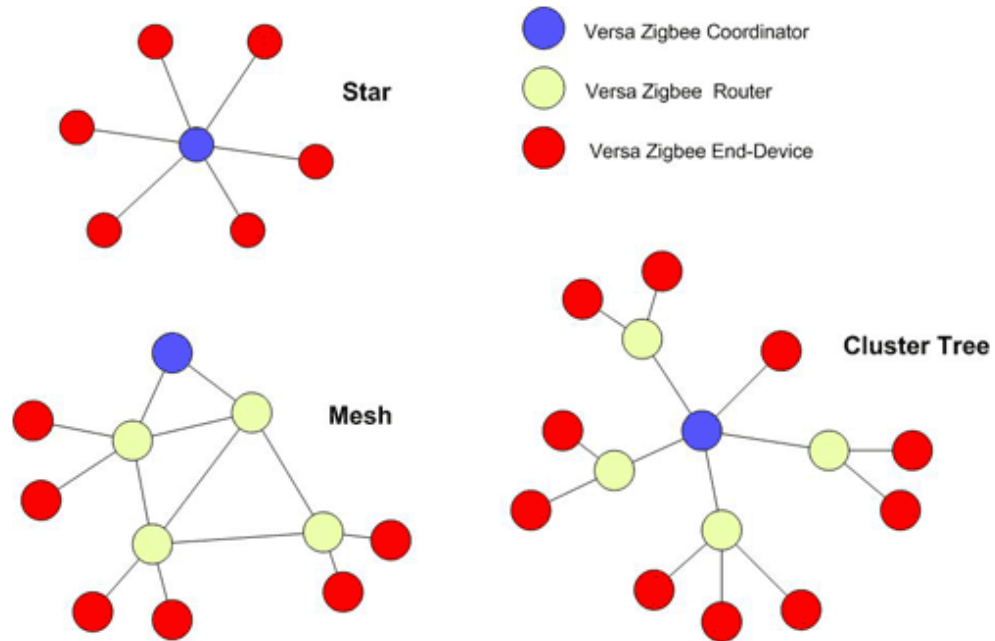 Versa Zigbee Coordinator
Star
Versa Zigbee Router
Versa Zigbee End-Device
Cluster Tree
Mesh